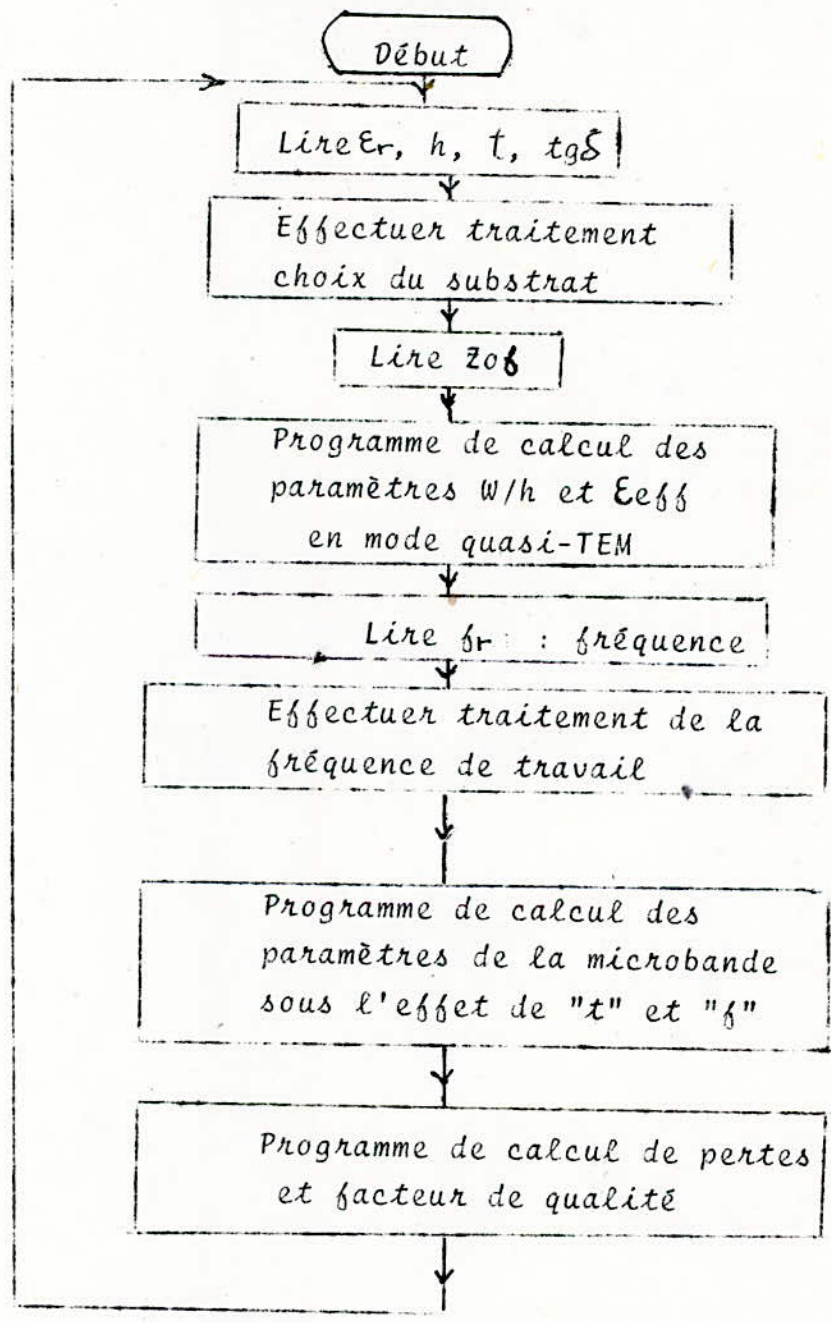 Début
Lire εr, h, t, tgδ
Effectuer traitement
choix du substrat
Lire Zof
Programme de calcul des
paramètres W/h et εeff
en mode quasi-TEM
Lire fr : fréquence
Effectuer traitement de la
fréquence de travail
Programme de calcul des
paramètres de la microbande
sous l'effet de "t" et "f"
Programme de calcul de pertes
et facteur de qualité